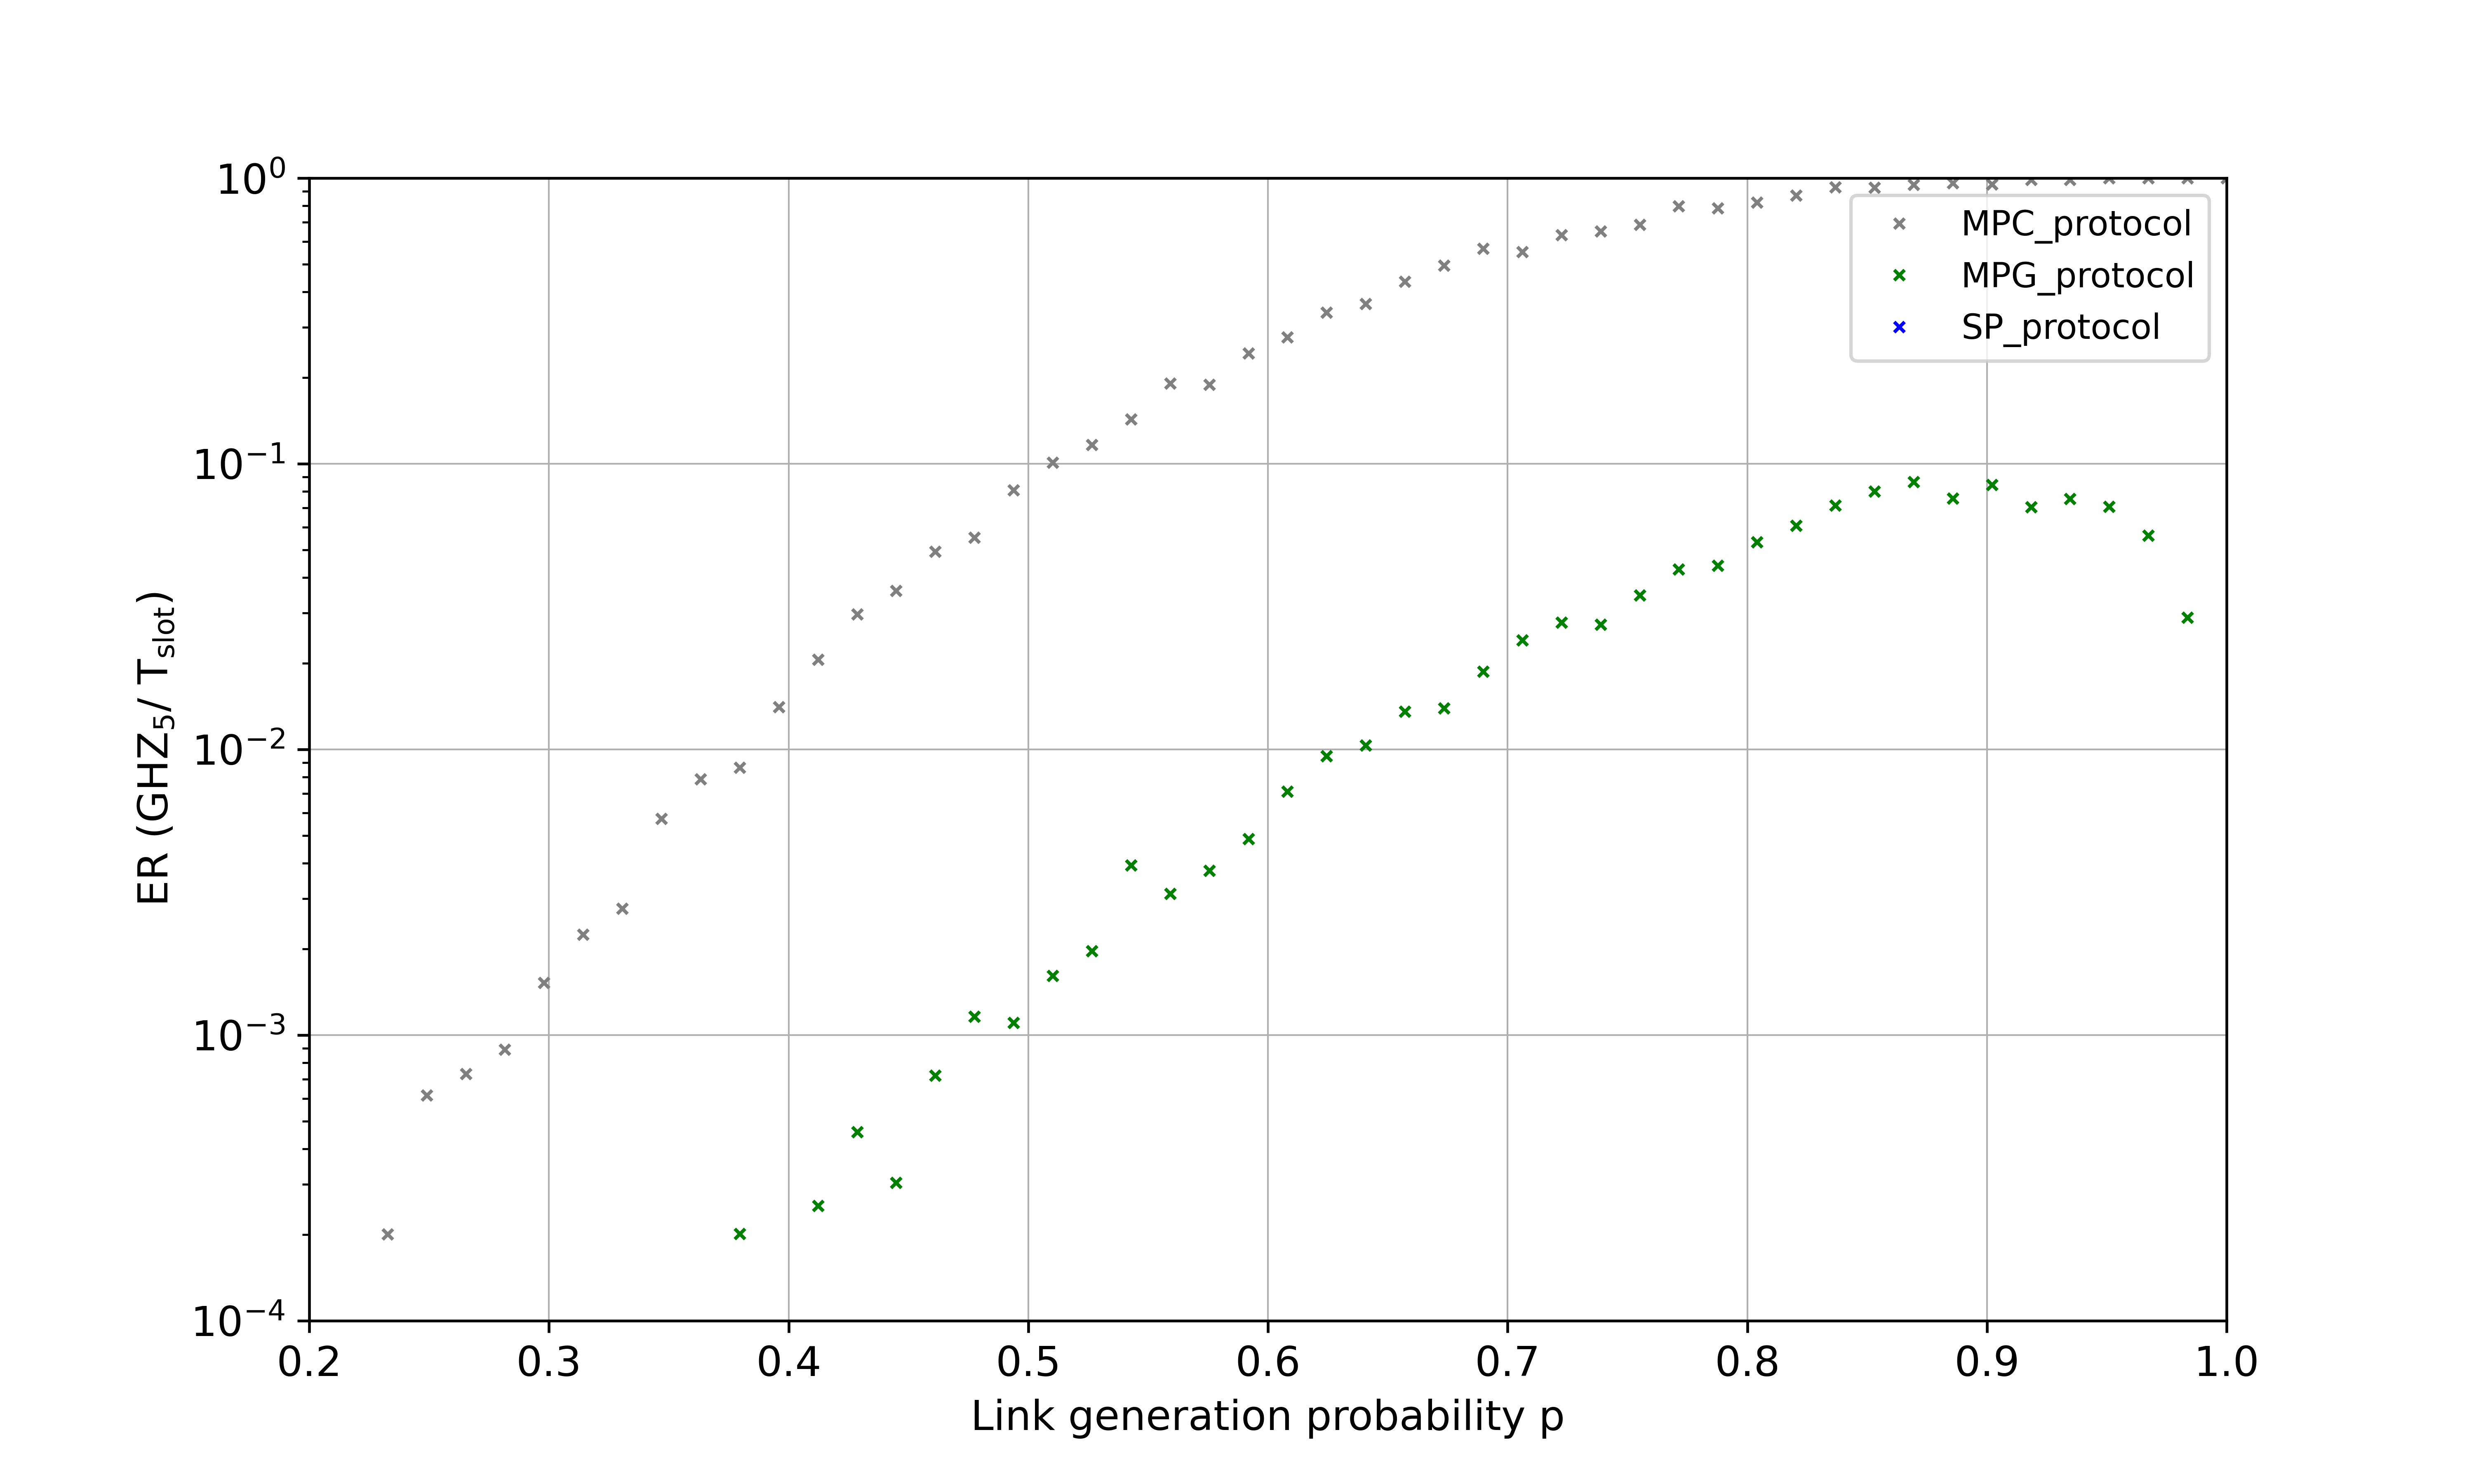 10⁰
10⁻¹
10⁻²
10⁻³
10⁻⁴
ER (GHZ₅/ Tₛₗₒₜ)
0.2 0.3 0.4 0.5 0.6 0.7 0.8 0.9 1.0
Link generation probability p
MPC_protocol
MPG_protocol
SP_protocol